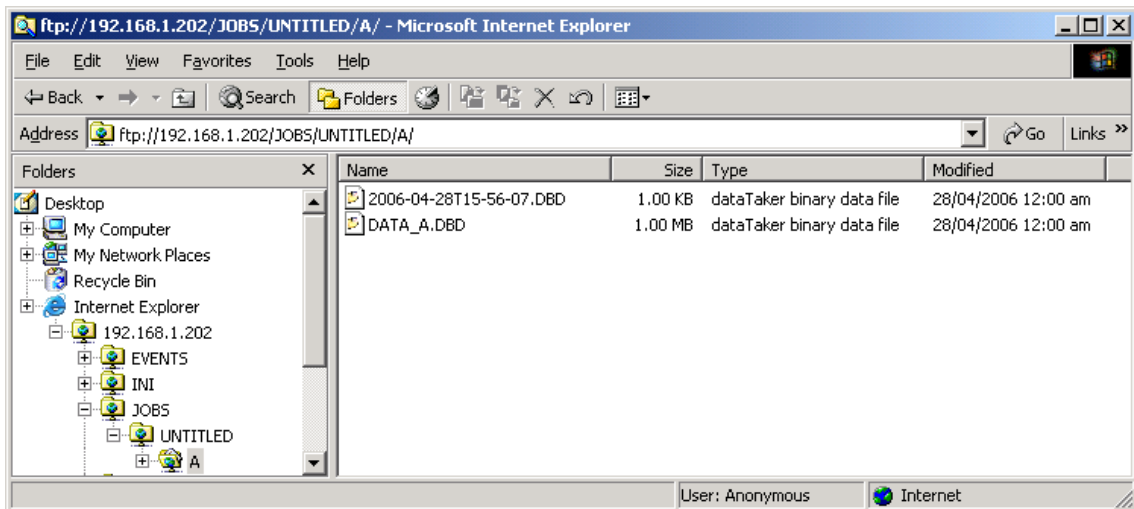 ftp://192.168.1.202/JOBS/UNTITLED/A/ - Microsoft Internet Explorer
File Edit View Favorites Tools Help
Back Search Folders
Address ftp://192.168.1.202/JOBS/UNTITLED/A/ Go Links »
Folders x
Desktop
My Computer
My Network Places
Recycle Bin
Internet Explorer
192.168.1.202
EVENTS
INI
JOBS
UNTITLED
A
Name Size Type Modified
2006-04-28T15-56-07.DBD 1.00 KB dataTaker binary data file 28/04/2006 12:00 am
DATA_A.DBD 1.00 MB dataTaker binary data file 28/04/2006 12:00 am
User: Anonymous Internet